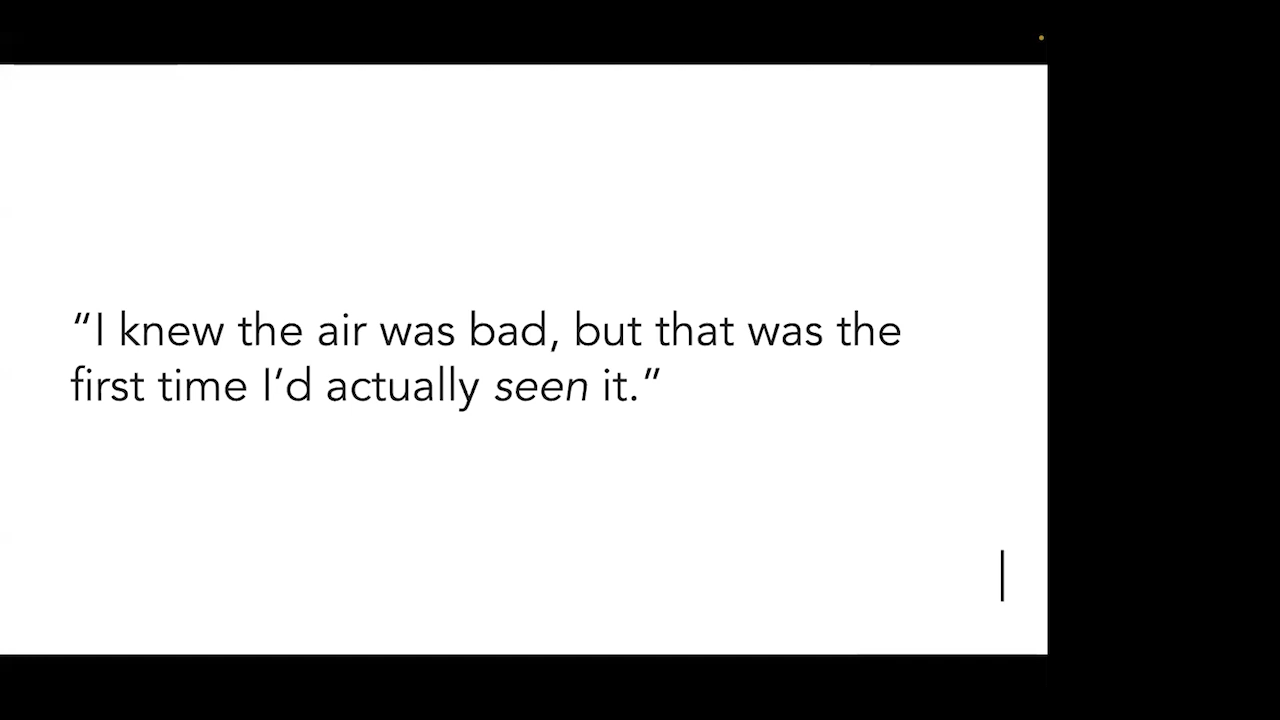 “I knew the air was bad, but that was the
first time I’d actually seen it.”